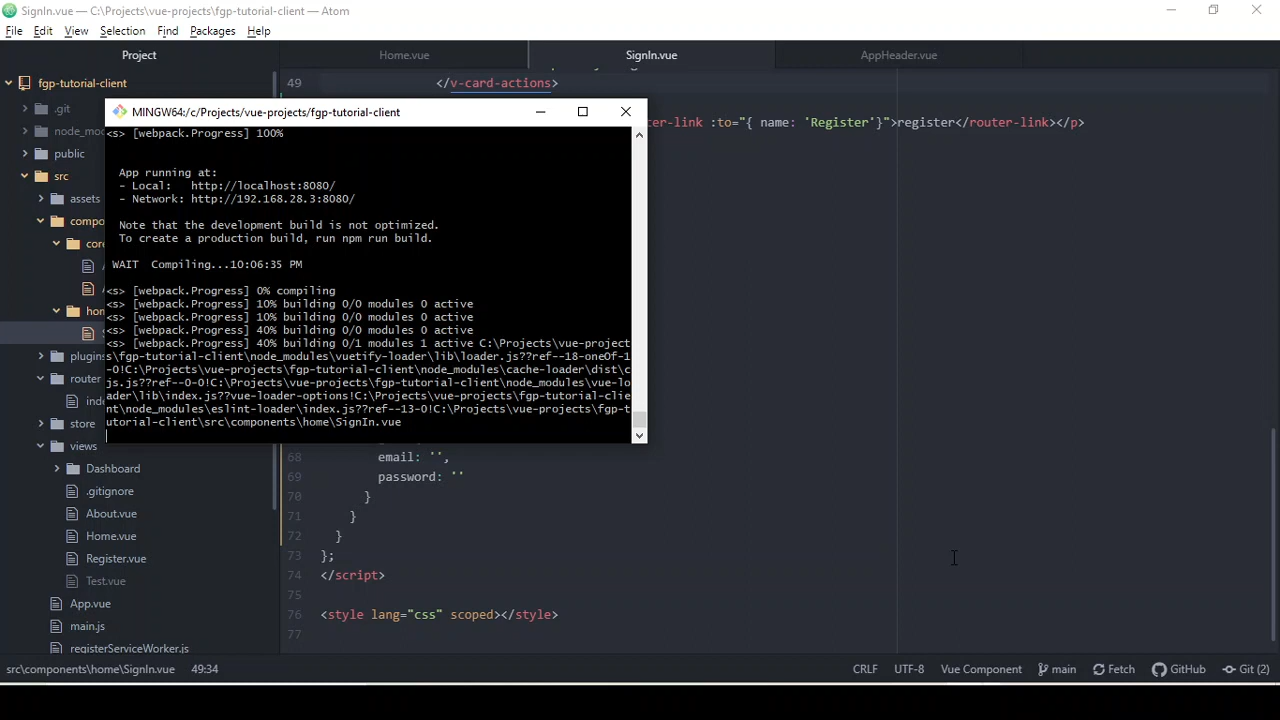 SignIn.vue — C:\Projects\vue-projects\fgp-tutorial-client — Atom
File Edit View Selection Find Packages Help
Project
Home.vue
SignIn.vue
AppHeader.vue
fgp-tutorial-client
.git
node_mo
public
src
assets
compo
core
hom
plugins
router
inde
store
views
Dashboard
.gitignore
About.vue
Home.vue
Register.vue
Test.vue
App.vue
main.js
registerServiceWorker.js
49 </v-card-actions>
ter-link :to="{ name: 'Register'}">register</router-link></p>
MINGW64:/c/Projects/vue-projects/fgp-tutorial-client
<s> [webpack.Progress] 100%
App running at:
- Local:   http://localhost:8080/
- Network: http://192.168.28.3:8080/
Note that the development build is not optimized.
To create a production build, run npm run build.
WAIT  Compiling...10:06:35 PM
<s> [webpack.Progress] 0% compiling
<s> [webpack.Progress] 10% building 0/0 modules 0 active
<s> [webpack.Progress] 10% building 0/0 modules 0 active
<s> [webpack.Progress] 40% building 0/0 modules 0 active
<s> [webpack.Progress] 40% building 0/1 modules 1 active C:\Projects\vue-project
s\fgp-tutorial-client\node_modules\vuetify-loader\lib\loader.js??ref--18-oneOf-1
-0!C:\Projects\vue-projects\fgp-tutorial-client\node_modules\cache-loader\dist\c
js.js??ref--0-0!C:\Projects\vue-projects\fgp-tutorial-client\node_modules\vue-lo
ader\lib\index.js??vue-loader-options!C:\Projects\vue-projects\fgp-tutorial-clie
nt\node_modules\eslint-loader\index.js??ref--13-0!C:\Projects\vue-projects\fgp-t
utorial-client\src\components\home\SignIn.vue
68 email: '',
69 password: ''
70 }
71 }
72 }
73 };
74 </script>
75
76 <style lang="css" scoped></style>
77
src\components\home\SignIn.vue 49:34 CRLF UTF-8 Vue Component main Fetch GitHub Git (2)